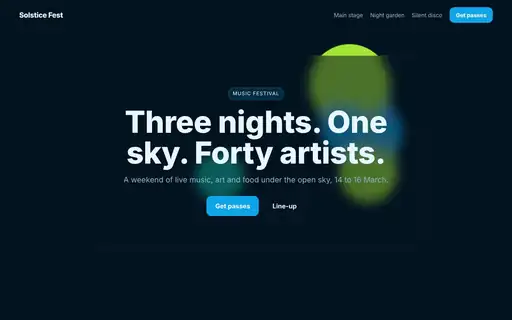 Solstice Fest
Main stage
Night garden
Silent disco
Get passes
MUSIC FESTIVAL
Three nights. One
sky. Forty artists.
A weekend of live music, art and food under the open sky, 14 to 16 March.
Get passes
Line-up